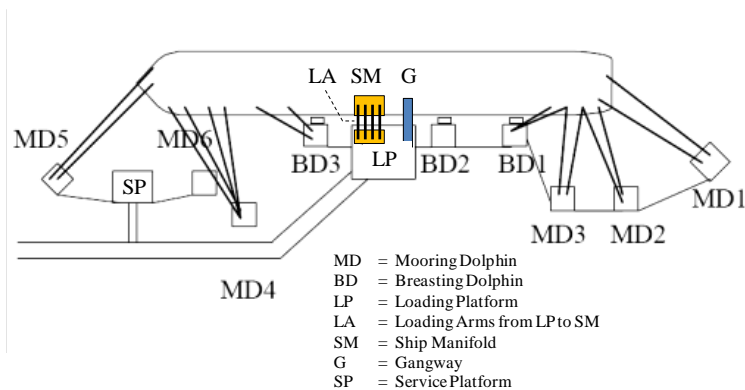 LA SM G
MD5
MD6
SP
BD3
LP
BD2
BD1
MD1
MD3
MD2
MD4
MD = Mooring Dolphin
BD = Breasting Dolphin
LP = Loading Platform
LA = Loading Arms from LP to SM
SM = Ship Manifold
G = Gangway
SP = Service Platform